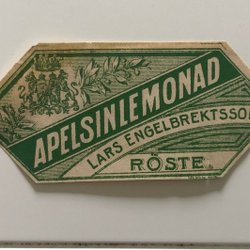 APELSINLEMONAD
LARS ENGELBREKTSSON
RÖSTE